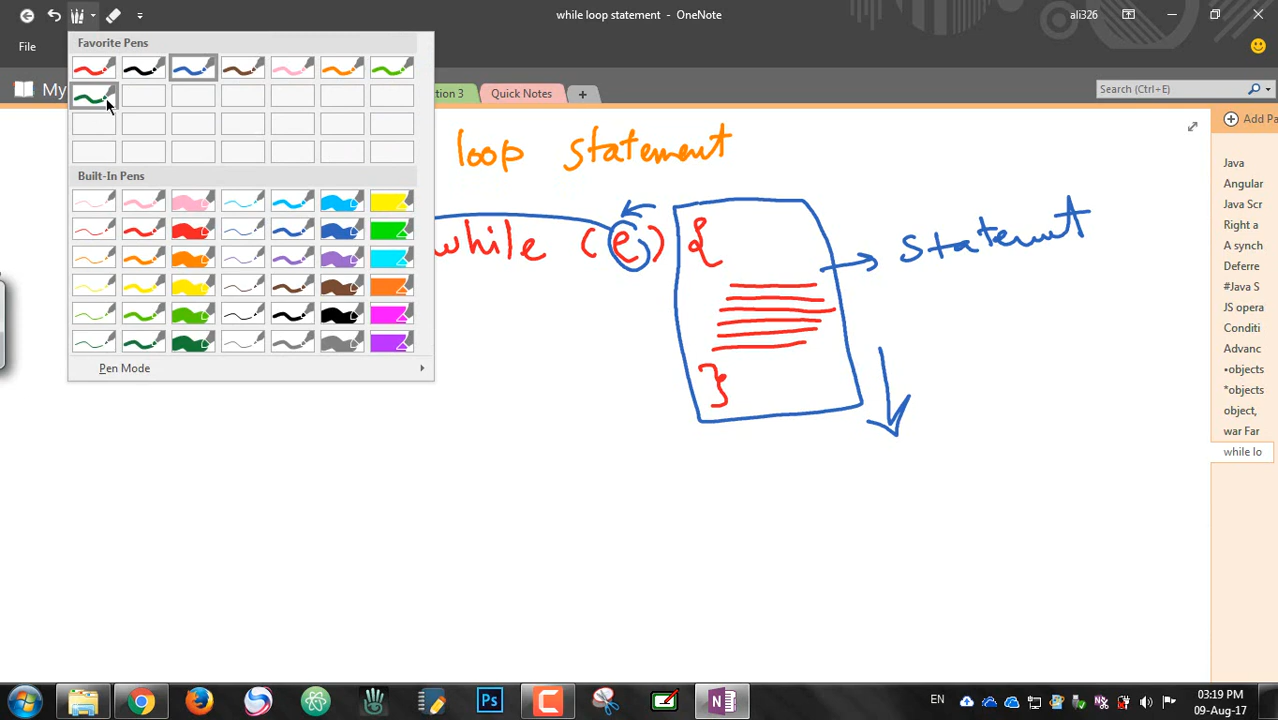 while loop statement - OneNote
ali326
File
Favorite Pens
My
tion 3
Quick Notes
+
Search (Ctrl+E)
Add Pa
Built-In Pens
Pen Mode
loop statement
while (e) {
}
statement
Java
Angular
Java Scr
Right a
A synch
Deferre
#Java S
JS opera
Conditi
Advanc
•objects
*objects
object,
war Far
while lo
Ps
N
EN
03:19 PM
09-Aug-17